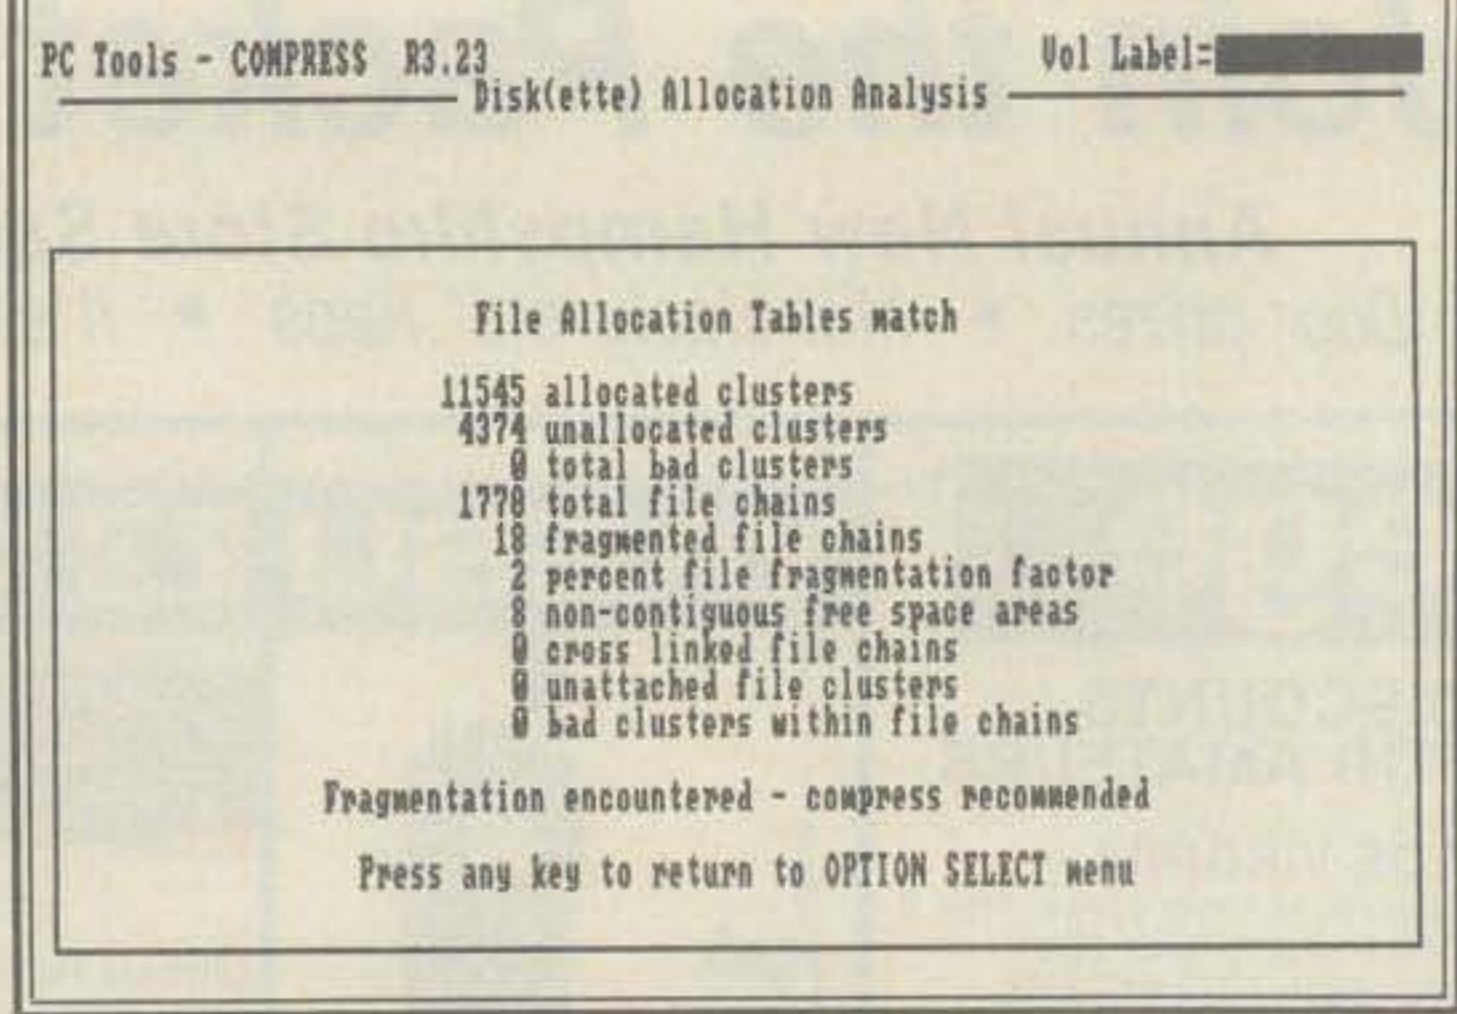 PC Tools - COMPRESS R3.23
Vol Label=
Disk(ette) Allocation Analysis
File Allocation Tables match
11545 allocated clusters
4374 unallocated clusters
0 total bad clusters
1778 total file chains
18 fragmented file chains
2 percent file fragmentation factor
8 non-contiguous free space areas
0 cross linked file chains
0 unattached file clusters
0 bad clusters within file chains
Fragmentation encountered - compress recommended
Press any key to return to OPTION SELECT menu